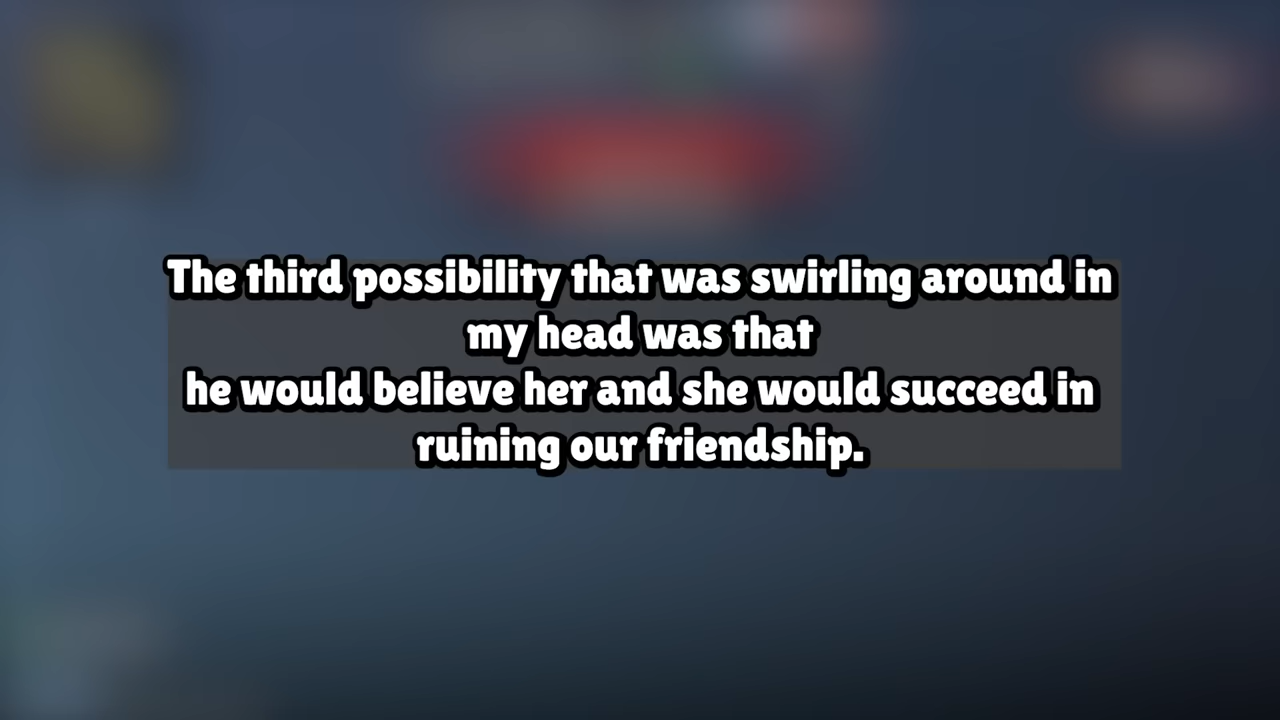 The third possibility that was swirling around in
my head was that
he would believe her and she would succeed in
ruining our friendship.